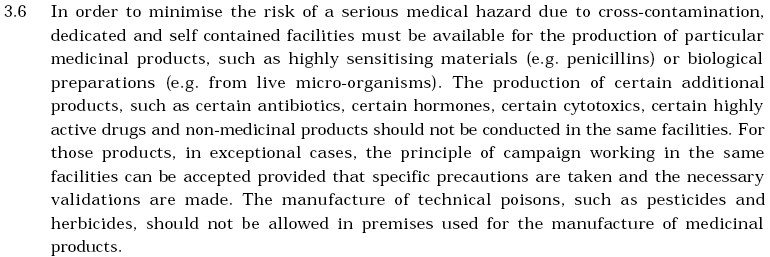 3.6 In order to minimise the risk of a serious medical hazard due to cross-contamination,
dedicated and self contained facilities must be available for the production of particular
medicinal products, such as highly sensitising materials (e.g. penicillins) or biological
preparations (e.g. from live micro-organisms). The production of certain additional
products, such as certain antibiotics, certain hormones, certain cytotoxics, certain highly
active drugs and non-medicinal products should not be conducted in the same facilities. For
those products, in exceptional cases, the principle of campaign working in the same
facilities can be accepted provided that specific precautions are taken and the necessary
validations are made. The manufacture of technical poisons, such as pesticides and
herbicides, should not be allowed in premises used for the manufacture of medicinal
products.